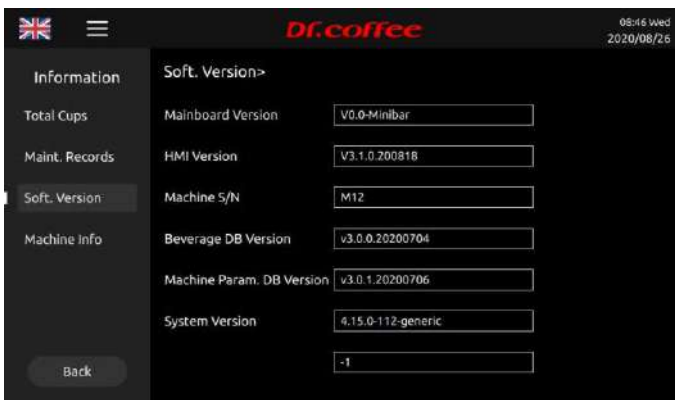 Dr.coffee
08:46 Wed
2020/08/26
Information
Total Cups
Maint. Records
Soft. Version
Machine Info
Back
Soft. Version>
Mainboard Version V0.0-Minibar
HMI Version V3.1.0.200818
Machine S/N M12
Beverage DB Version v3.0.0.20200704
Machine Param. DB Version v3.0.1.20200706
System Version 4.15.0-112-generic
-1